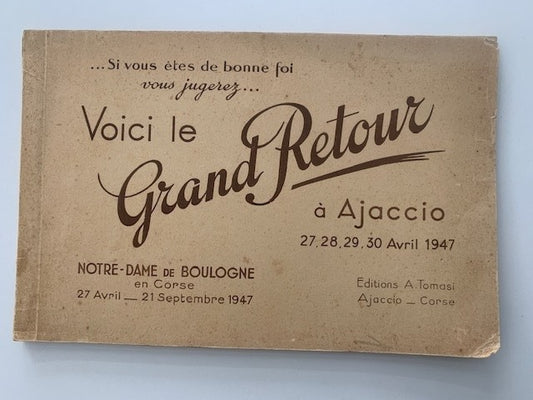 ...Si vous êtes de bonne foi
vous jugerez...
Voici le
Grand Retour
à Ajaccio
27, 28, 29, 30 Avril 1947
NOTRE-DAME DE BOULOGNE
en Corse
27 Avril _ 21 Septembre 1947
Editions A. Tomasi
Ajaccio _ Corse